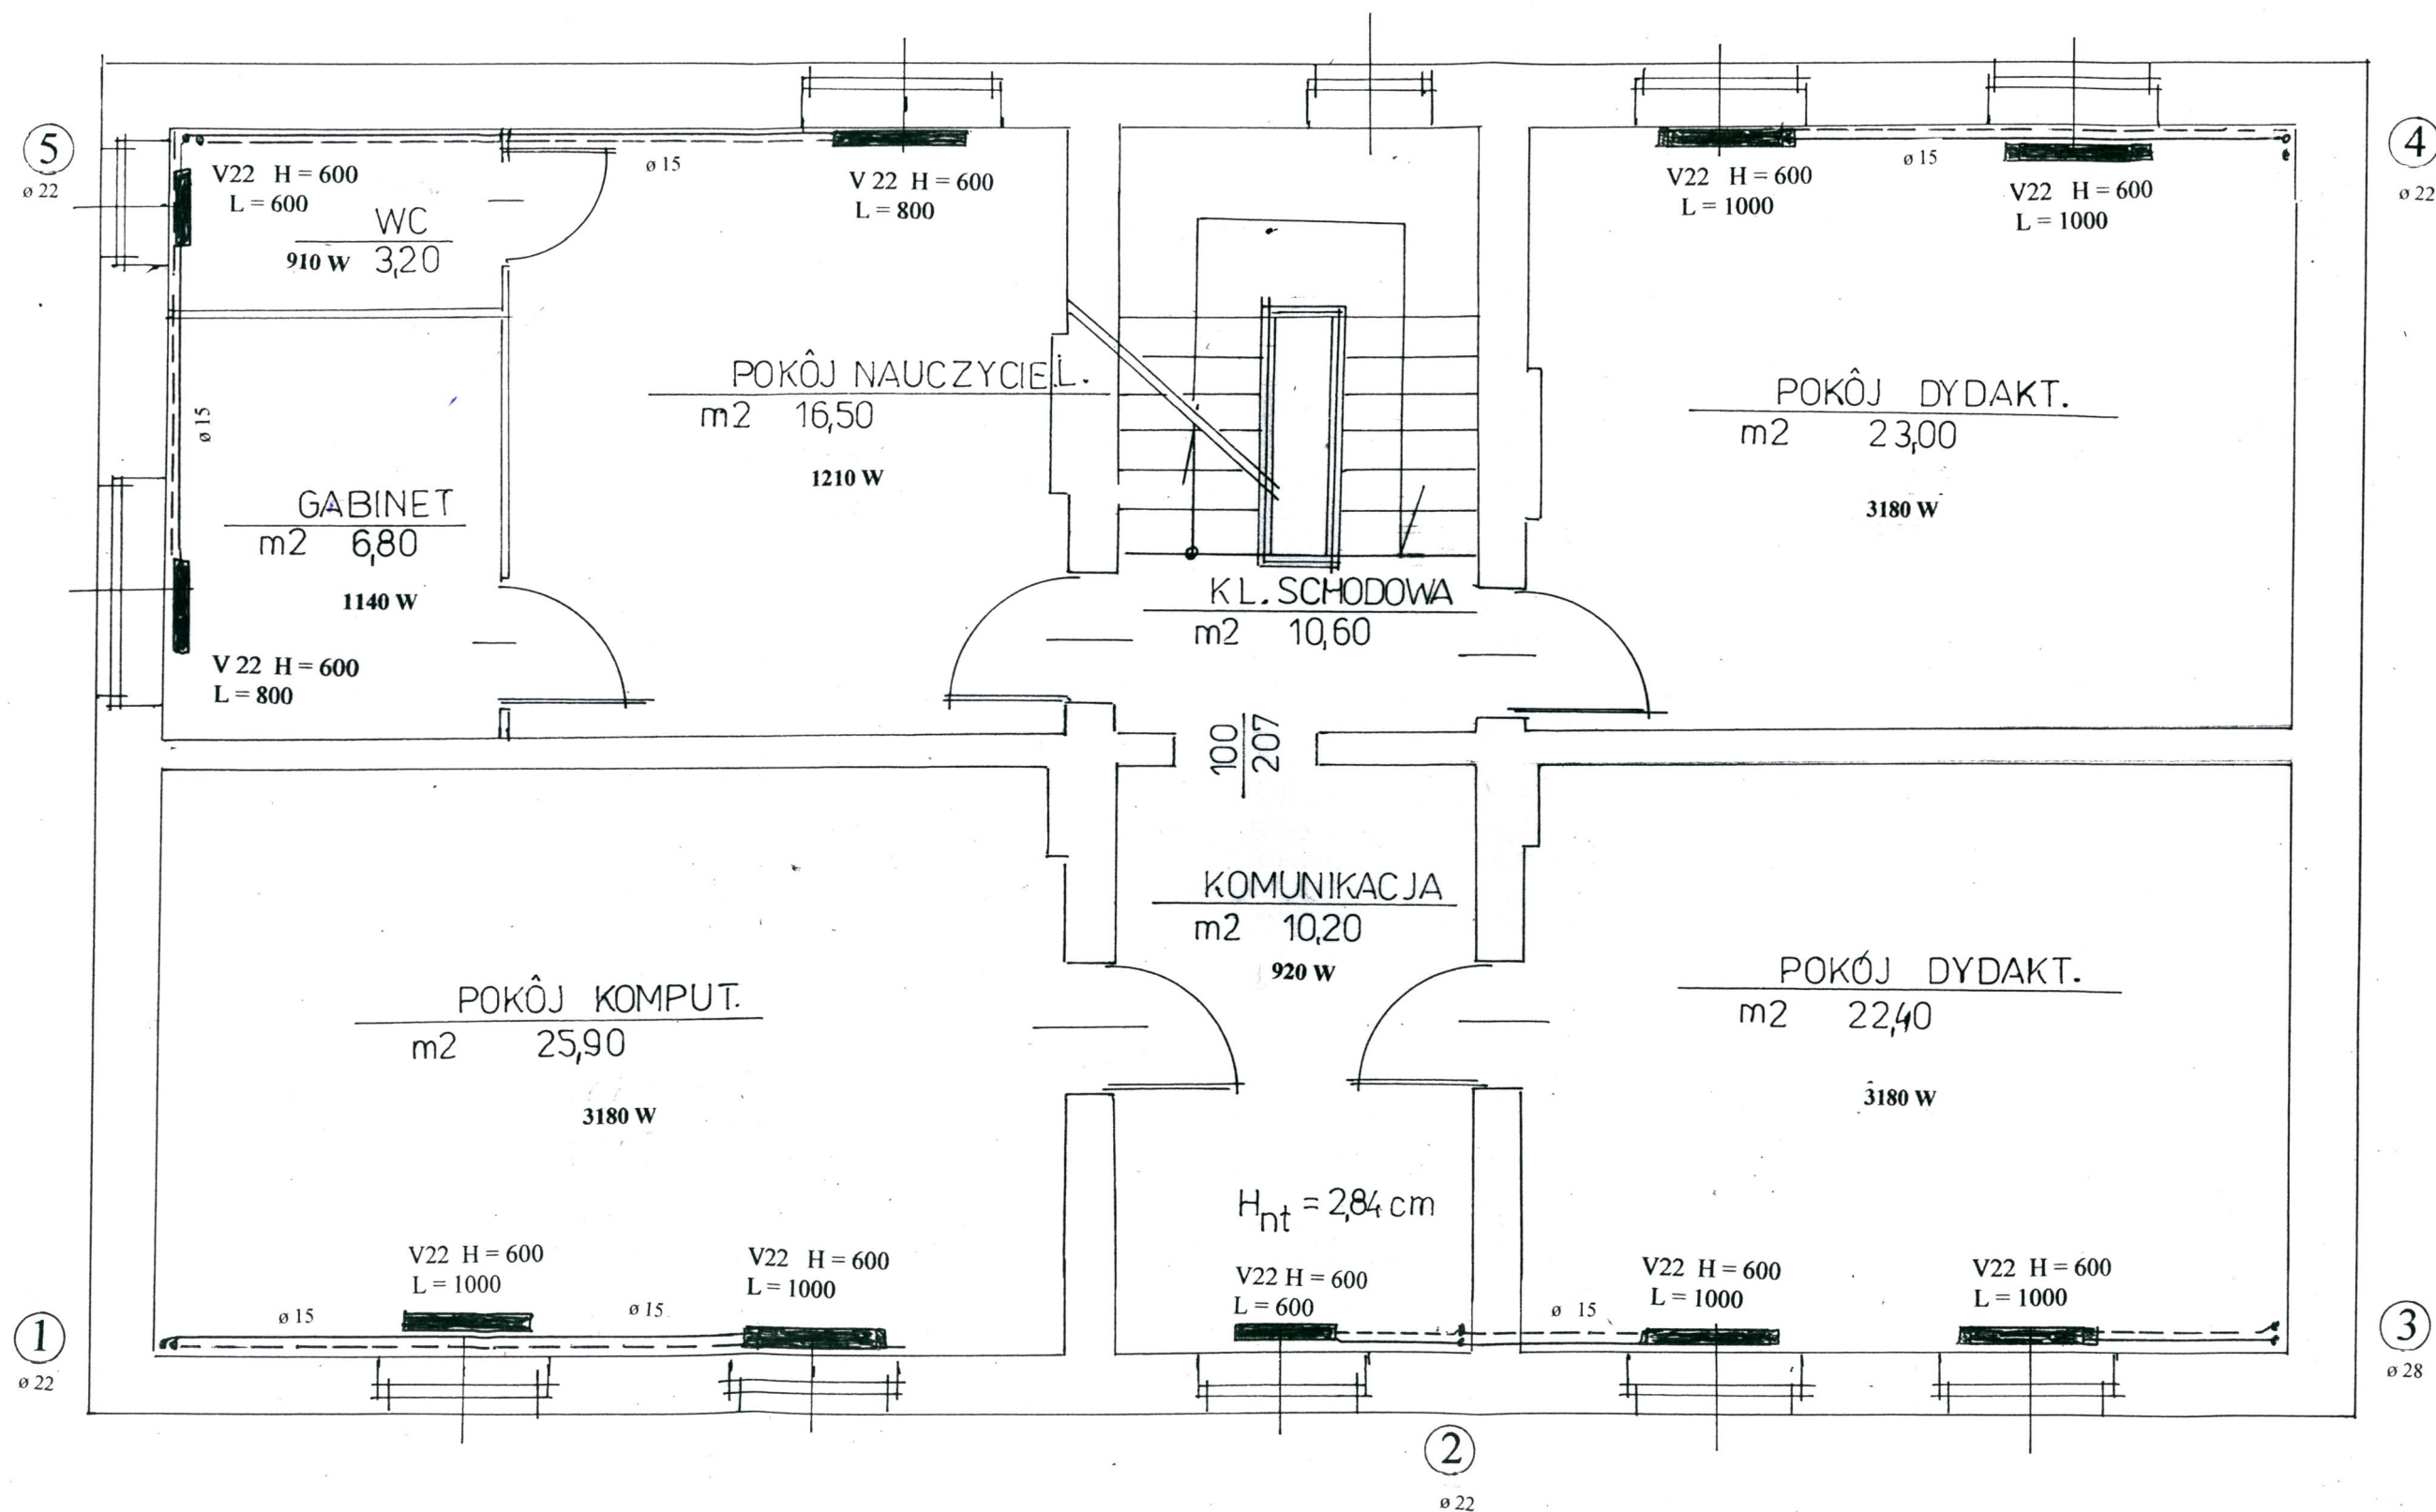 5
ø 22
V22 H = 600
L = 600
WC
910 W 3,20
ø 15
V 22 H = 600
L = 800
V22 H = 600
L = 1000
ø 15
V22 H = 600
L = 1000
4
ø 22
ø 15
POKÔJ NAUCZYCIEL.
m2 16,50
1210 W
POKÔJ DYDAKT.
m2 23,00
3180 W
GABINET
m2 6,80
1140 W
V 22 H = 600
L = 800
KL. SCHODOWA
m2 10,60
100
207
KOMUNIKACJA
m2 10,20
920 W
POKÔJ KOMPUT.
m2 25,90
3180 W
POKÓJ DYDAKT.
m2 22,40
3180 W
Hnt = 2,84 cm
V22 H = 600
L = 1000
V22 H = 600
L = 1000
V22 H = 600
L = 600
V22 H = 600
L = 1000
V22 H = 600
L = 1000
ø 15
ø 15
ø 15
1
ø 22
3
ø 28
2
ø 22